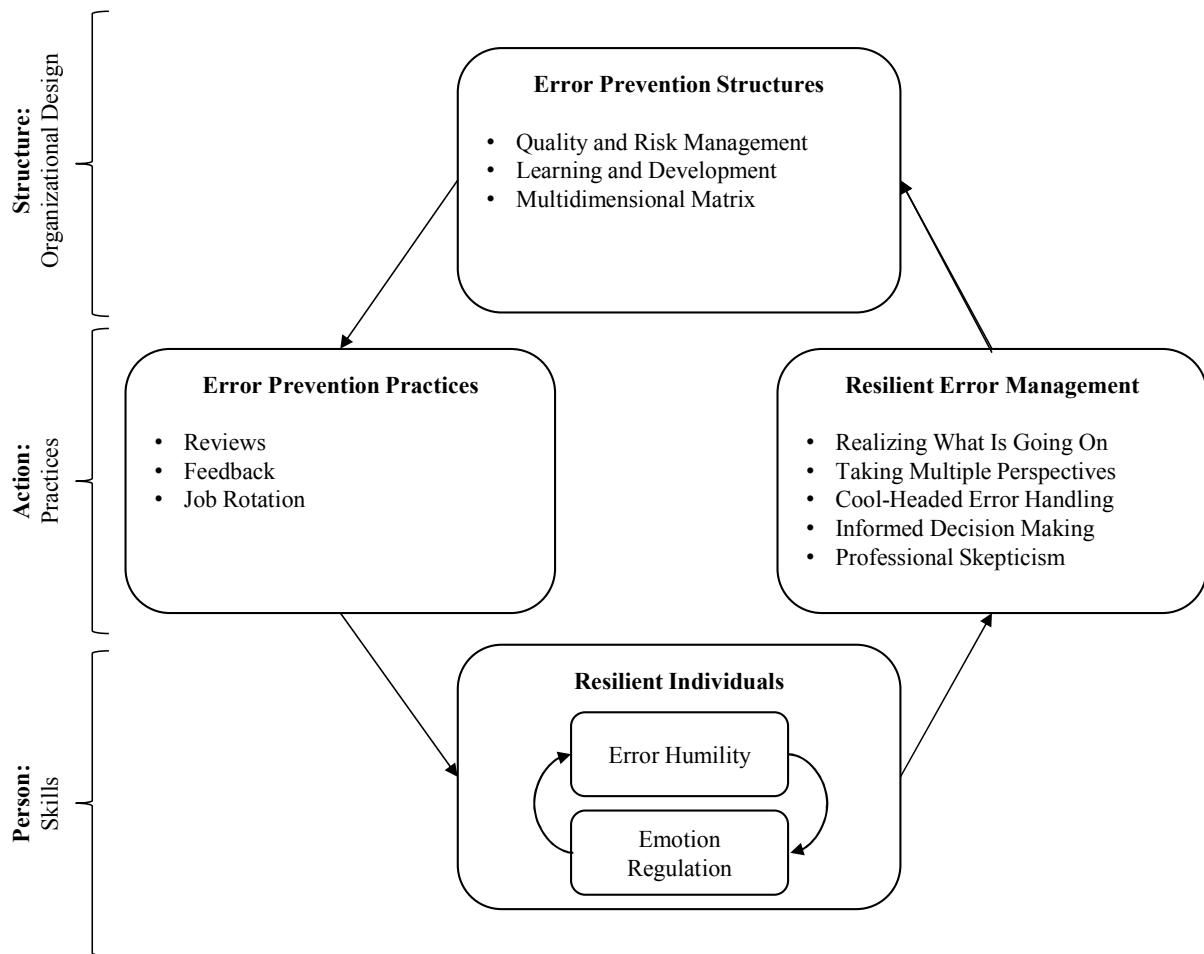 Structure:
Organizational Design
Error Prevention Structures
• Quality and Risk Management
• Learning and Development
• Multidimensional Matrix
Action:
Practices
Error Prevention Practices
• Reviews
• Feedback
• Job Rotation
Resilient Error Management
• Realizing What Is Going On
• Taking Multiple Perspectives
• Cool-Headed Error Handling
• Informed Decision Making
• Professional Skepticism
Person:
Skills
Resilient Individuals
Error Humility
Emotion
Regulation